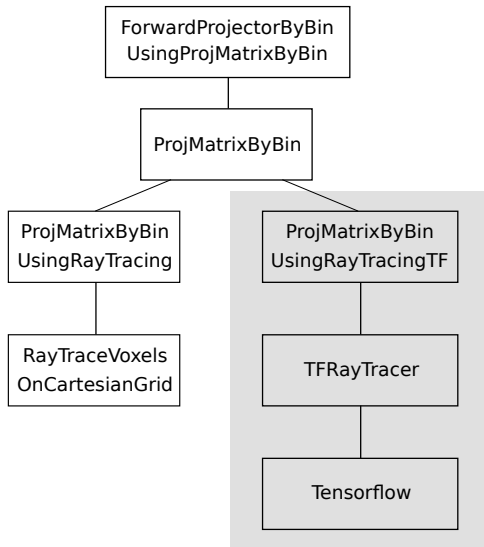 ForwardProjectorByBin
UsingProjMatrixByBin
ProjMatrixByBin
ProjMatrixByBin
UsingRayTracing
ProjMatrixByBin
UsingRayTracingTF
RayTraceVoxels
OnCartesianGrid
TFRayTracer
Tensorflow